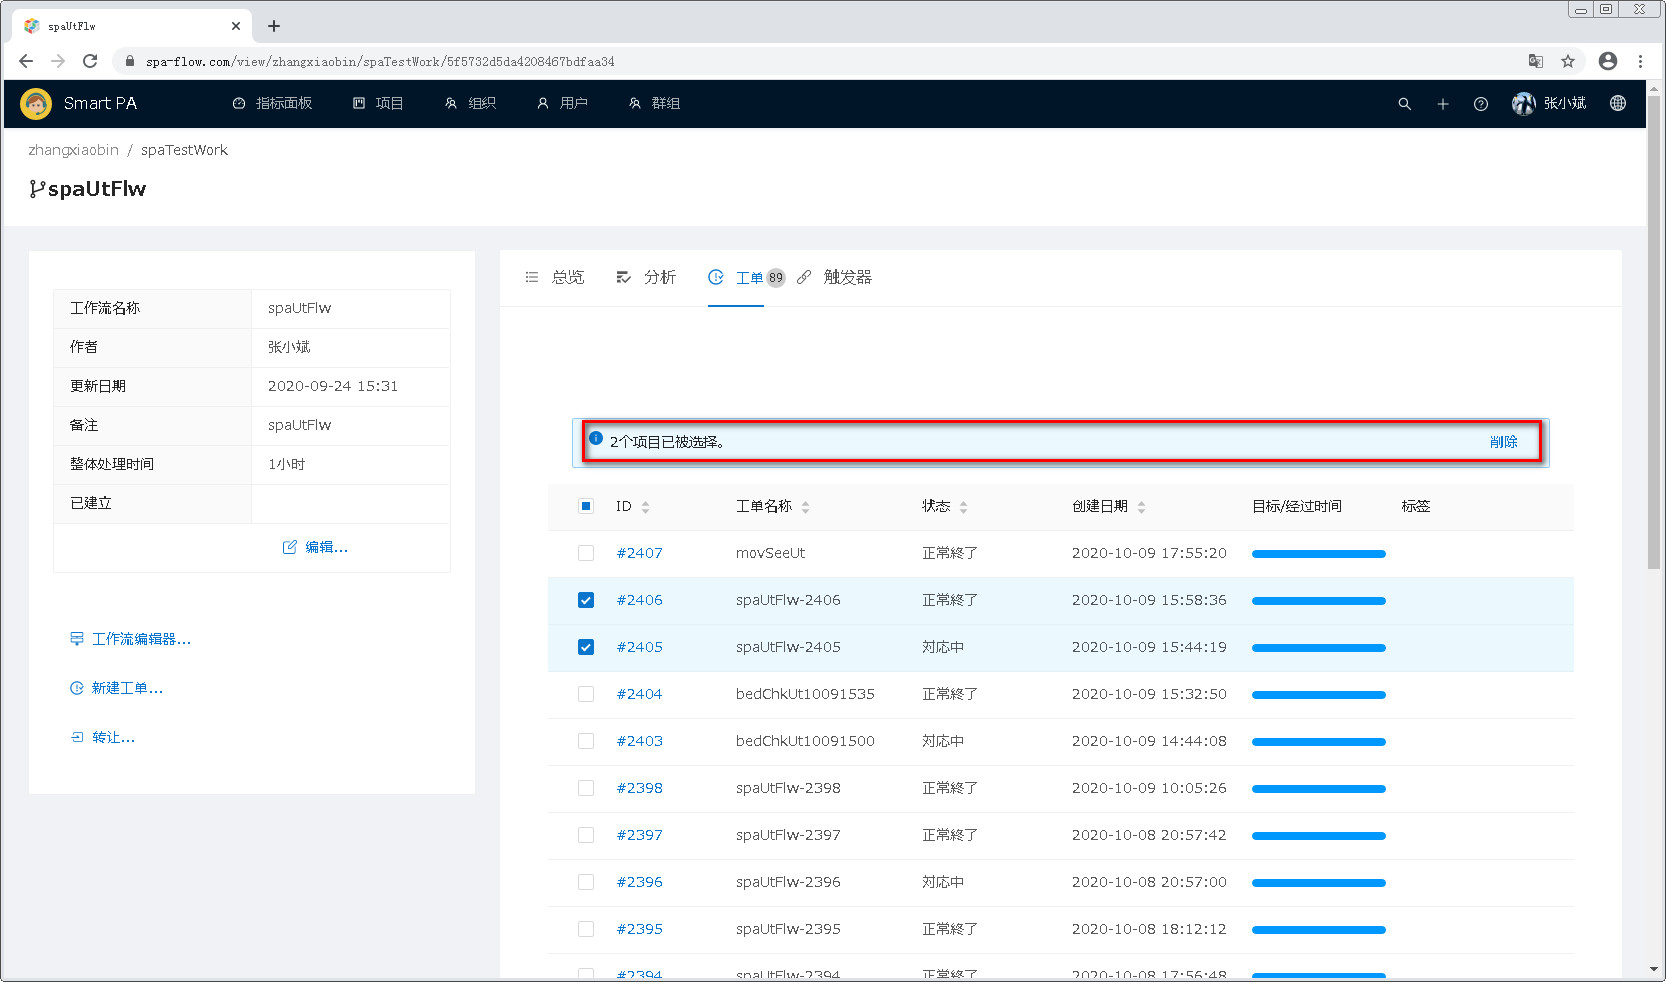 spaUtFlw
spa-flow.com/view/zhangxiaobin/spaTestWork/5f5732d5da4208467bdfaa34
Smart PA 指标面板 项目 组织 用户 群组 张小斌
zhangxiaobin / spaTestWork
spaUtFlw
工作流名称 spaUtFlw
作者 张小斌
更新日期 2020-09-24 15:31
备注 spaUtFlw
整体处理时间 1小时
已建立
编辑...
工作流编辑器...
新建工单...
转让...
总览 分析 工单 89 触发器
2个项目已被选择。 削除
ID 工单名称 状态 创建日期 目标/经过时间 标签
#2407 movSeeUt 正常終了 2020-10-09 17:55:20
#2406 spaUtFlw-2406 正常終了 2020-10-09 15:58:36
#2405 spaUtFlw-2405 対応中 2020-10-09 15:44:19
#2404 bedChkUt10091535 正常終了 2020-10-09 15:32:50
#2403 bedChkUt10091500 対応中 2020-10-09 14:44:08
#2398 spaUtFlw-2398 正常終了 2020-10-09 10:05:26
#2397 spaUtFlw-2397 正常終了 2020-10-08 20:57:42
#2396 spaUtFlw-2396 対応中 2020-10-08 20:57:00
#2395 spaUtFlw-2395 正常終了 2020-10-08 18:12:12
#2394 spaUtFlw-2394 正常終了 2020-10-08 17:56:48